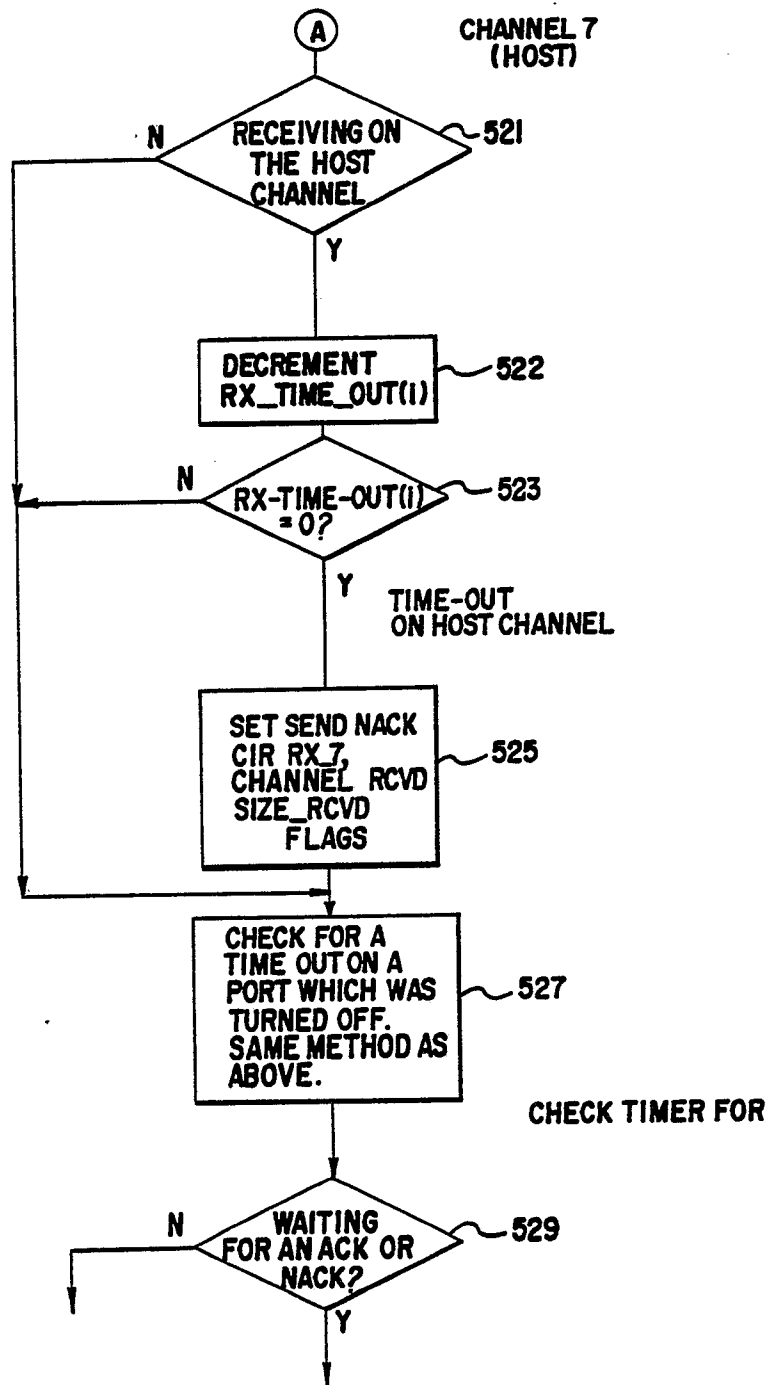 A
CHANNEL 7
(HOST)
N
RECEIVING ON
THE HOST
CHANNEL
521
Y
DECREMENT
RX_TIME_OUT(i)
522
N
RX-TIME-OUT(i)
= 0?
523
Y
TIME-OUT
ON HOST CHANNEL
SET SEND NACK
CIR RX_7,
CHANNEL RCVD
SIZE_RCVD
FLAGS
525
CHECK FOR A
TIME OUT ON A
PORT WHICH WAS
TURNED OFF.
SAME METHOD AS
ABOVE.
527
CHECK TIMER FOR
N
WAITING
FOR AN ACK OR
NACK?
529
Y